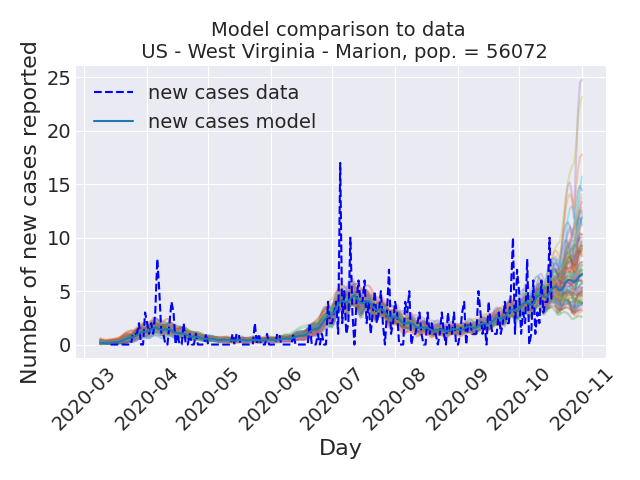 Model comparison to data
US - West Virginia - Marion, pop. = 56072
Number of new cases reported
25
20
15
10
5
0
new cases data
new cases model
2020-03
2020-04
2020-05
2020-06
2020-07
2020-08
2020-09
2020-10
2020-11
Day